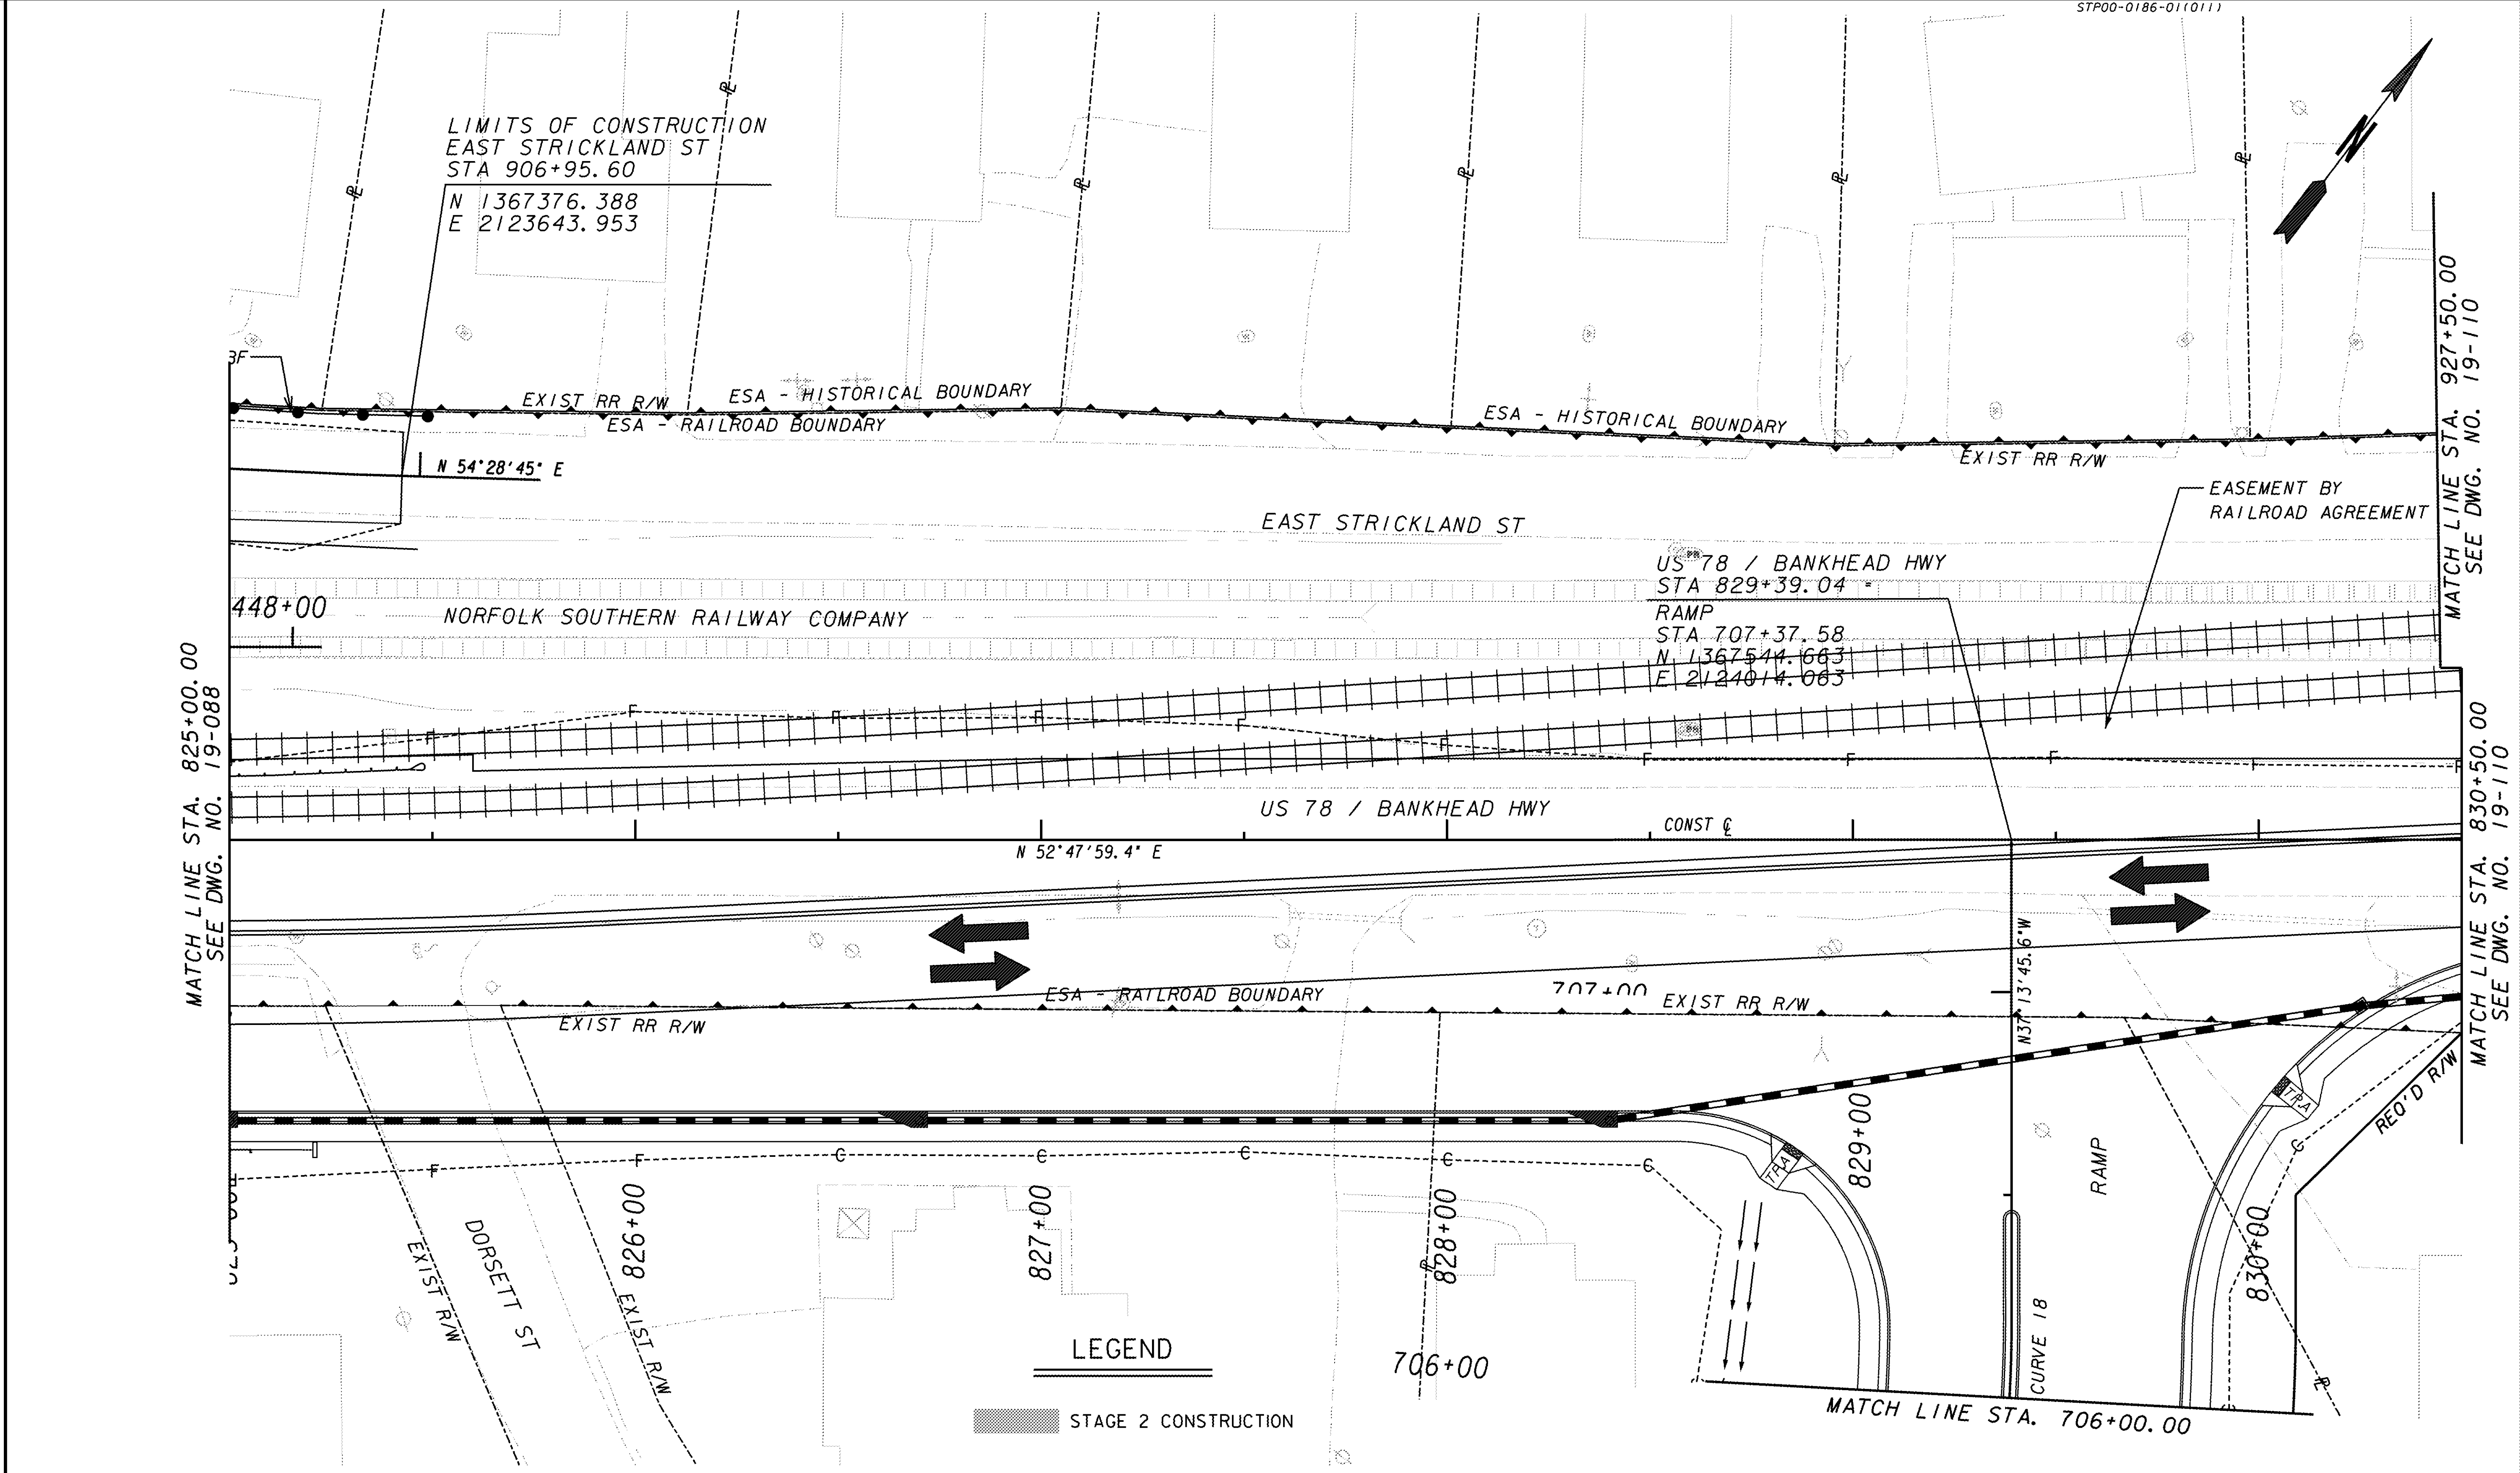 STP00-0186-01(011)
LIMITS OF CONSTRUCTION
EAST STRICKLAND ST
STA 906+95.60
N 1367376.388
E 2123643.953
N
MATCH LINE STA. 927+50.00
SEE DWG. NO. 19-110
BF
EXIST RR R/W
ESA - HISTORICAL BOUNDARY
ESA - RAILROAD BOUNDARY
ESA - HISTORICAL BOUNDARY
EXIST RR R/W
N 54°28'45" E
EASEMENT BY
RAILROAD AGREEMENT
EAST STRICKLAND ST
US 78 / BANKHEAD HWY
STA 829+39.04 =
RAMP
STA 707+37.58
N 1367544.663
E 2124014.063
448+00
NORFOLK SOUTHERN RAILWAY COMPANY
MATCH LINE STA. 825+00.00
SEE DWG. NO. 19-088
US 78 / BANKHEAD HWY
CONST ℄
N 52°47'59.4" E
MATCH LINE STA. 830+50.00
SEE DWG. NO. 19-110
N37°13'45.6"W
ESA - RAILROAD BOUNDARY
707+00
EXIST RR R/W
EXIST RR R/W
REQ'D R/W
829+00
RAMP
826+00
827+00
828+00
830+00
DORSETT ST
EXIST R/W
EXIST R/W
CURVE 18
LEGEND
706+00
STAGE 2 CONSTRUCTION
MATCH LINE STA. 706+00.00